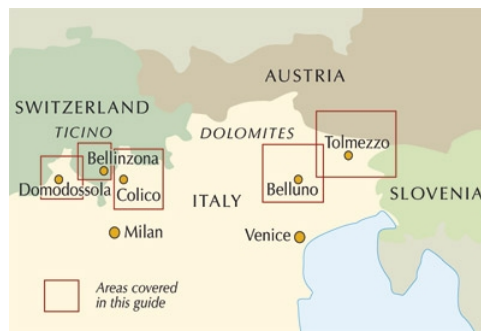 AUSTRIA
SWITZERLAND
TICINO
DOLOMITES
Tolmezzo
Bellinzona
Domodossola
Colico
Belluno
ITALY
SLOVENIA
Milan
Venice
Areas covered
in this guide